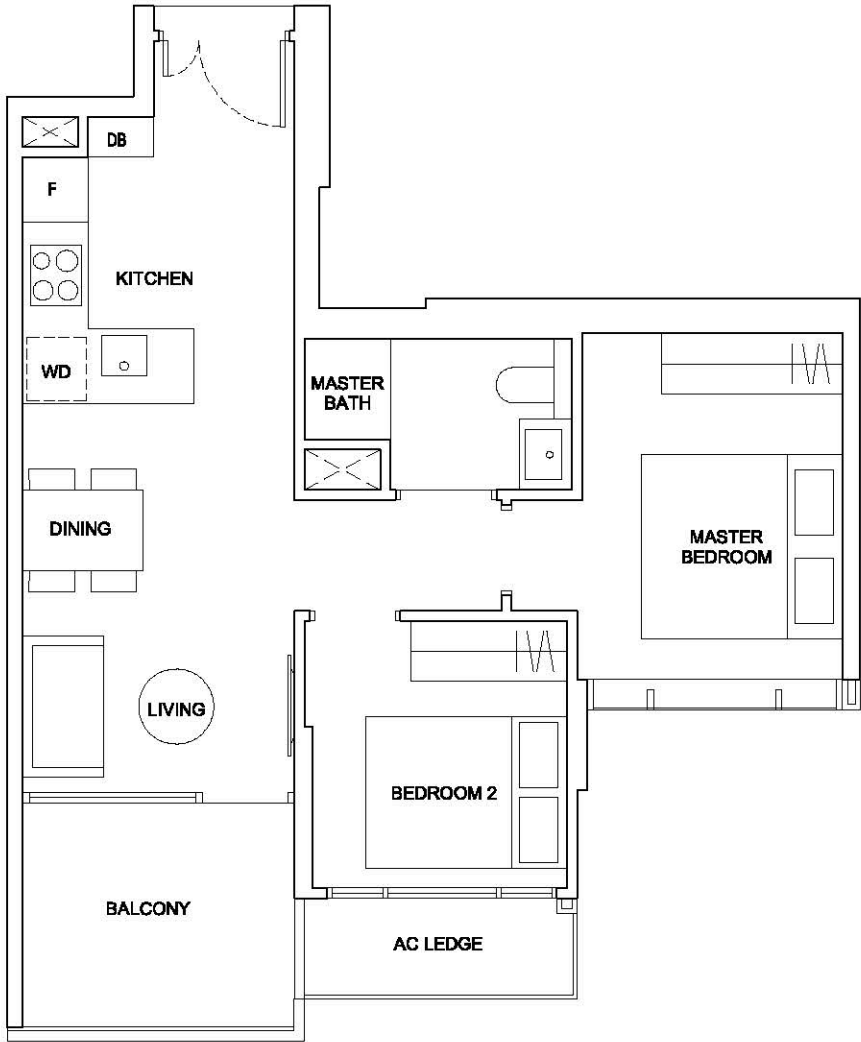 DB
F
KITCHEN
WD
MASTER
BATH
DINING
MASTER
BEDROOM
LIVING
BEDROOM 2
BALCONY
AC LEDGE